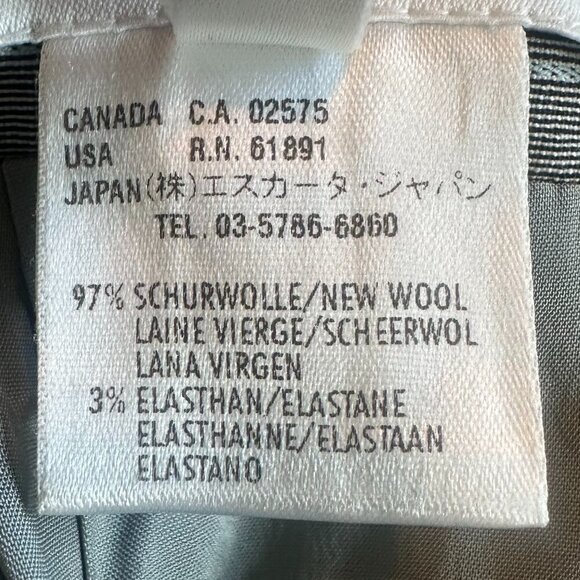 CANADA C.A. 02575
USA R.N. 61891
JAPAN(株)エスカータ・ジャパン
TEL. 03-5786-6860
97% SCHURWOLLE/NEW WOOL
LAINE VIERGE/SCHEERWOL
LANA VIRGEN
3% ELASTHAN/ELASTANE
ELASTHANNE/ELASTAAN
ELASTANO